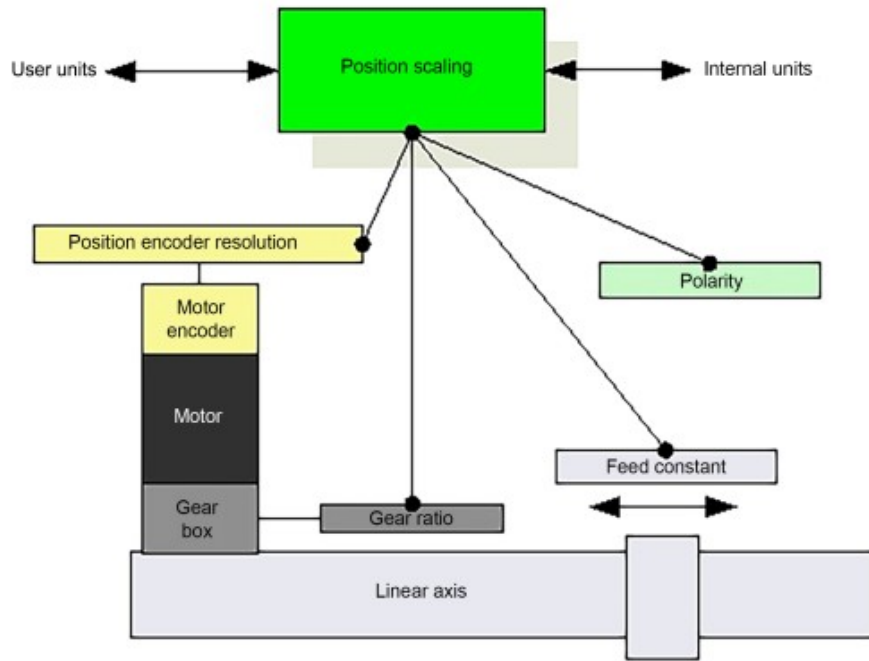 User units
Position scaling
Internal units
Position encoder resolution
Polarity
Motor
encoder
Motor
Feed constant
Gear
box
Gear ratio
Linear axis